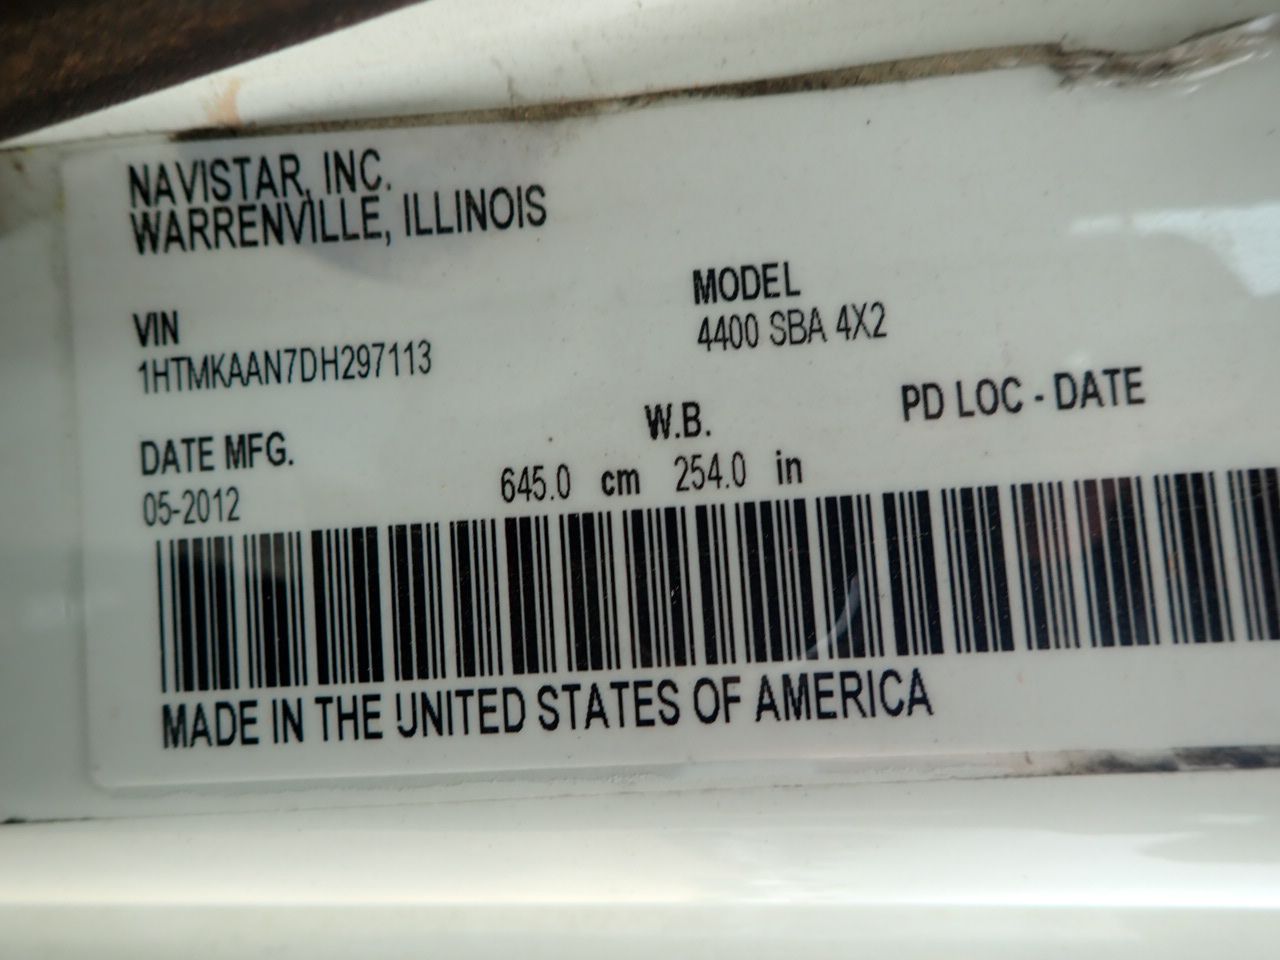 NAVISTAR, INC.
WARRENVILLE, ILLINOIS
VIN
1HTMKAAN7DH297113
MODEL
4400 SBA 4X2
DATE MFG.
05-2012
W.B.
645.0 cm 254.0 in
PD LOC - DATE
MADE IN THE UNITED STATES OF AMERICA